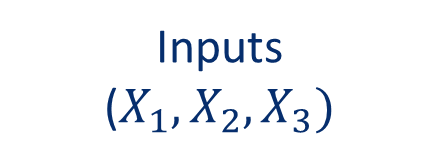 Inputs
(X₁, X₂, X₃)